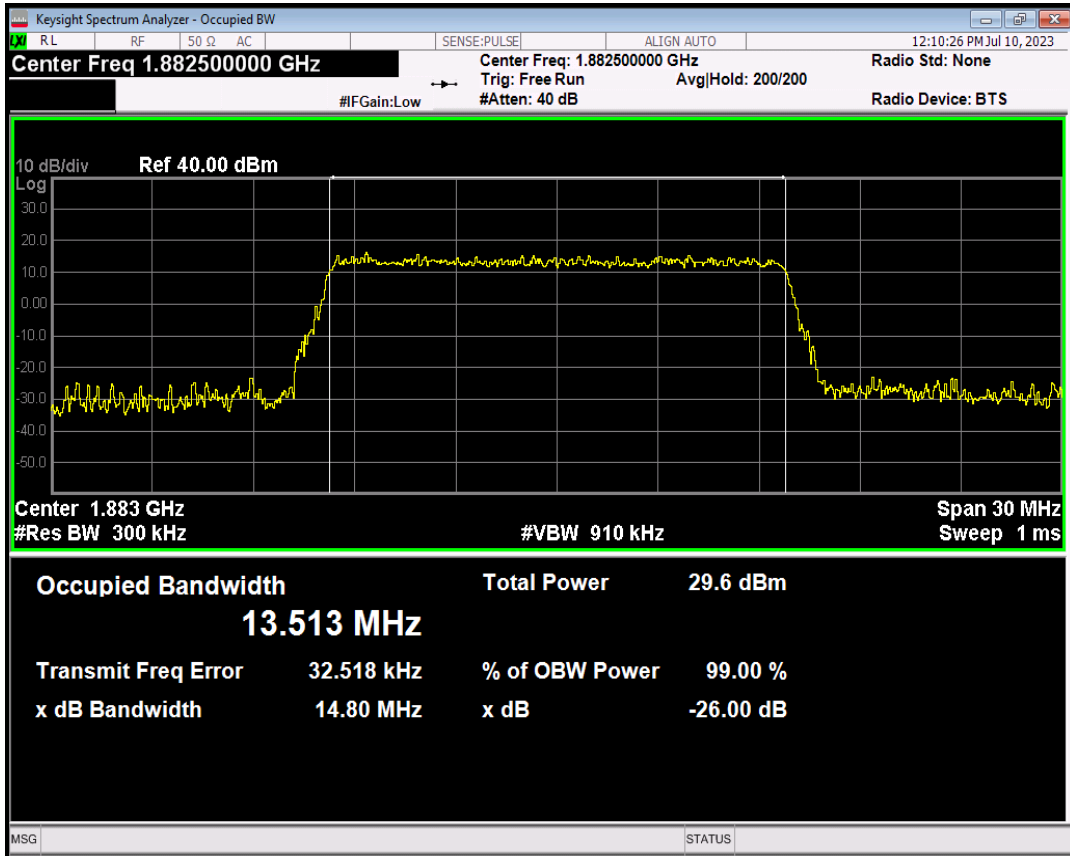 Keysight Spectrum Analyzer - Occupied BW
LXI RL RF 50 Ω AC SENSE:PULSE ALIGN AUTO 12:10:26 PM Jul 10, 2023
Center Freq 1.882500000 GHz Center Freq: 1.882500000 GHz Radio Std: None
Trig: Free Run Avg|Hold: 200/200
#IFGain:Low #Atten: 40 dB Radio Device: BTS
10 dB/div Ref 40.00 dBm
Log
30.0
20.0
10.0
0.00
-10.0
-20.0
-30.0
-40.0
-50.0
Center 1.883 GHz Span 30 MHz
#Res BW 300 kHz #VBW 910 kHz Sweep 1 ms
Occupied Bandwidth Total Power 29.6 dBm
13.513 MHz
Transmit Freq Error 32.518 kHz % of OBW Power 99.00 %
x dB Bandwidth 14.80 MHz x dB -26.00 dB
MSG STATUS